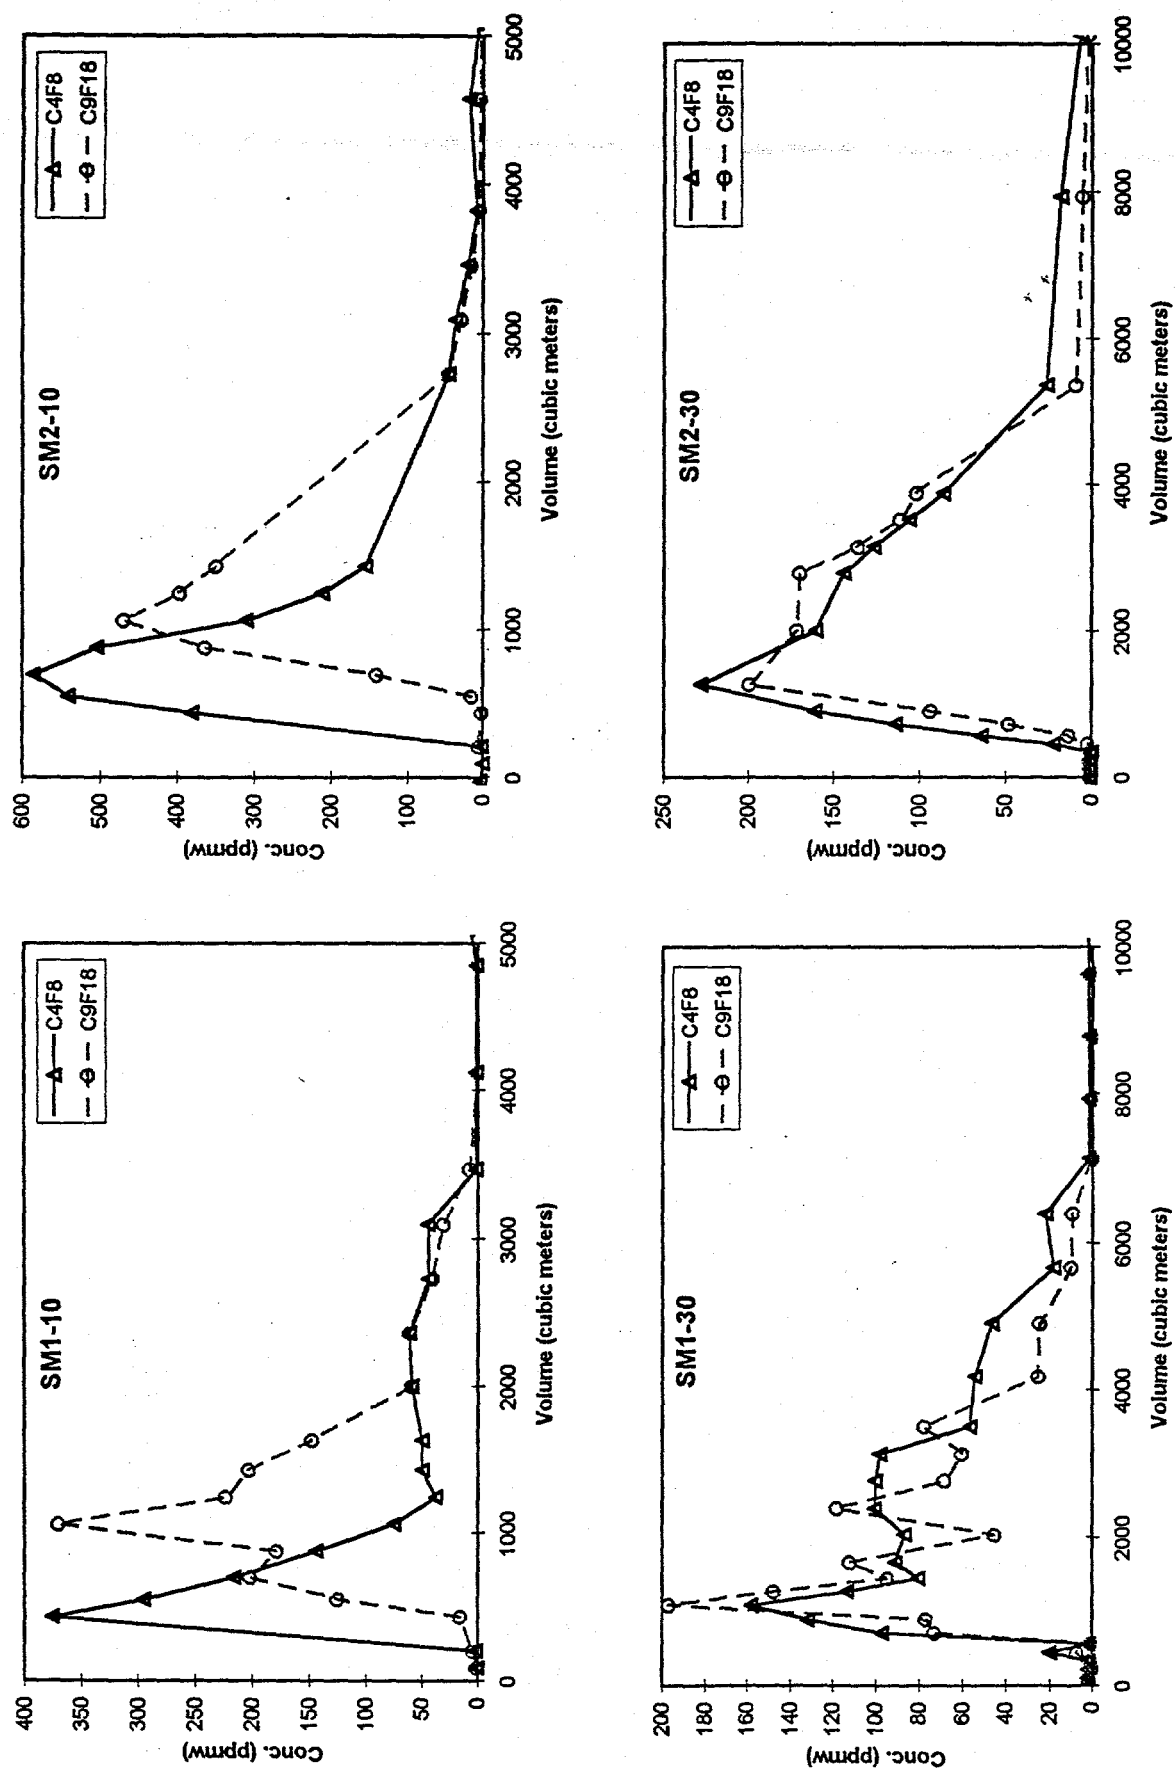 SM1-10
C4F8
C9F18
400
350
300
250
200
150
100
50
0
Conc. (ppmw)
0
1000
2000
3000
4000
5000
Volume (cubic meters)
SM2-10
C4F8
C9F18
600
500
400
300
200
100
0
Conc. (ppmw)
0
1000
2000
3000
4000
5000
Volume (cubic meters)
SM1-30
C4F8
C9F18
200
180
160
140
120
100
80
60
40
20
0
Conc. (ppmw)
0
2000
4000
6000
8000
10000
Volume (cubic meters)
SM2-30
C4F8
C9F18
250
200
150
100
50
0
Conc. (ppmw)
0
2000
4000
6000
8000
10000
Volume (cubic meters)